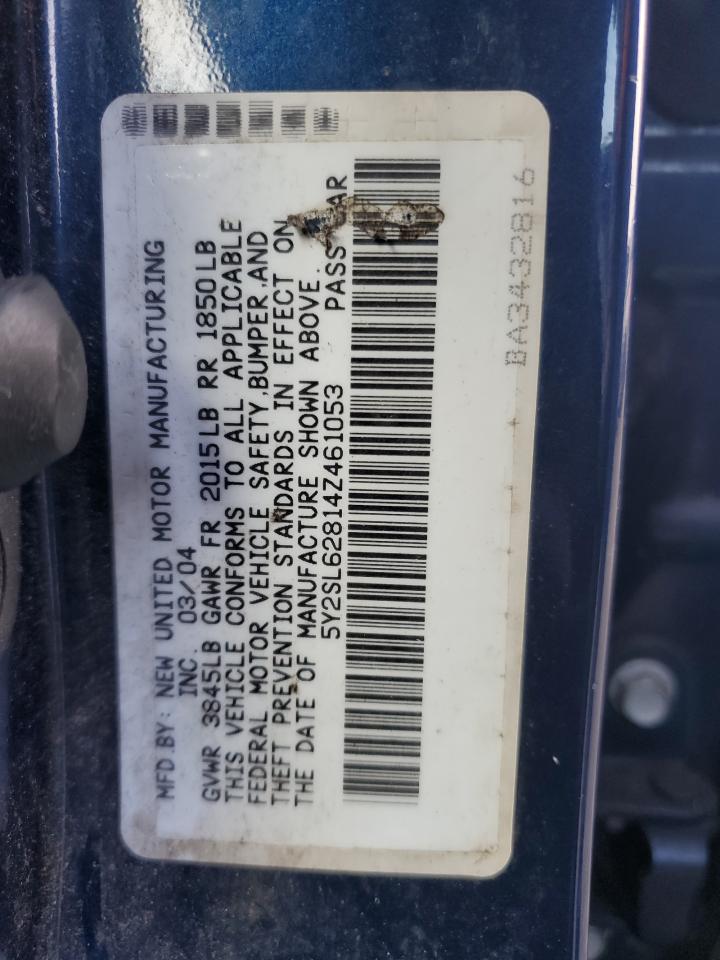 MFD.BY: NEW UNITED MOTOR MANUFACTURING
INC. 03/04
GVWR 3845LB GAWR FR 2015LB RR 1850LB
THIS VEHICLE CONFORMS TO ALL APPLICABLE
FEDERAL MOTOR VEHICLE SAFETY,BUMPER,AND
THEFT PREVENTION STANDARDS IN EFFECT ON
THE DATE OF MANUFACTURE SHOWN ABOVE.
5Y2SL62814Z461053 PASS
BA3432816